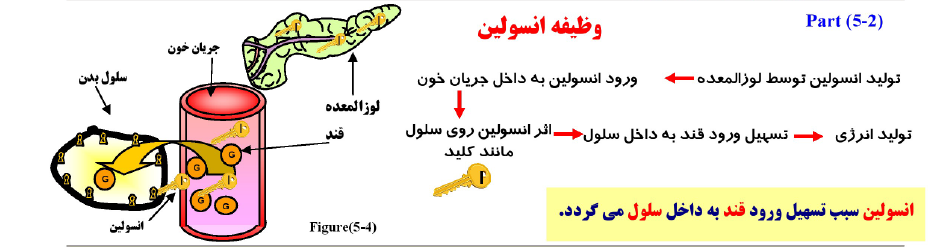 Part (5-2)
وظیفه انسولین
تولید انسولین توسط لوزالمعده
ورود انسولین به داخل جریان خون
اثر انسولین روی سلول
مانند کلید
تسهیل ورود قند به داخل سلول
تولید انرژی
انسولین سبب تسهیل ورود قند به داخل سلول می گردد.
جریان خون
سلول بدن
لوزالمعده
قند
G
G
G
G
G
انسولین
Figure(5-4)